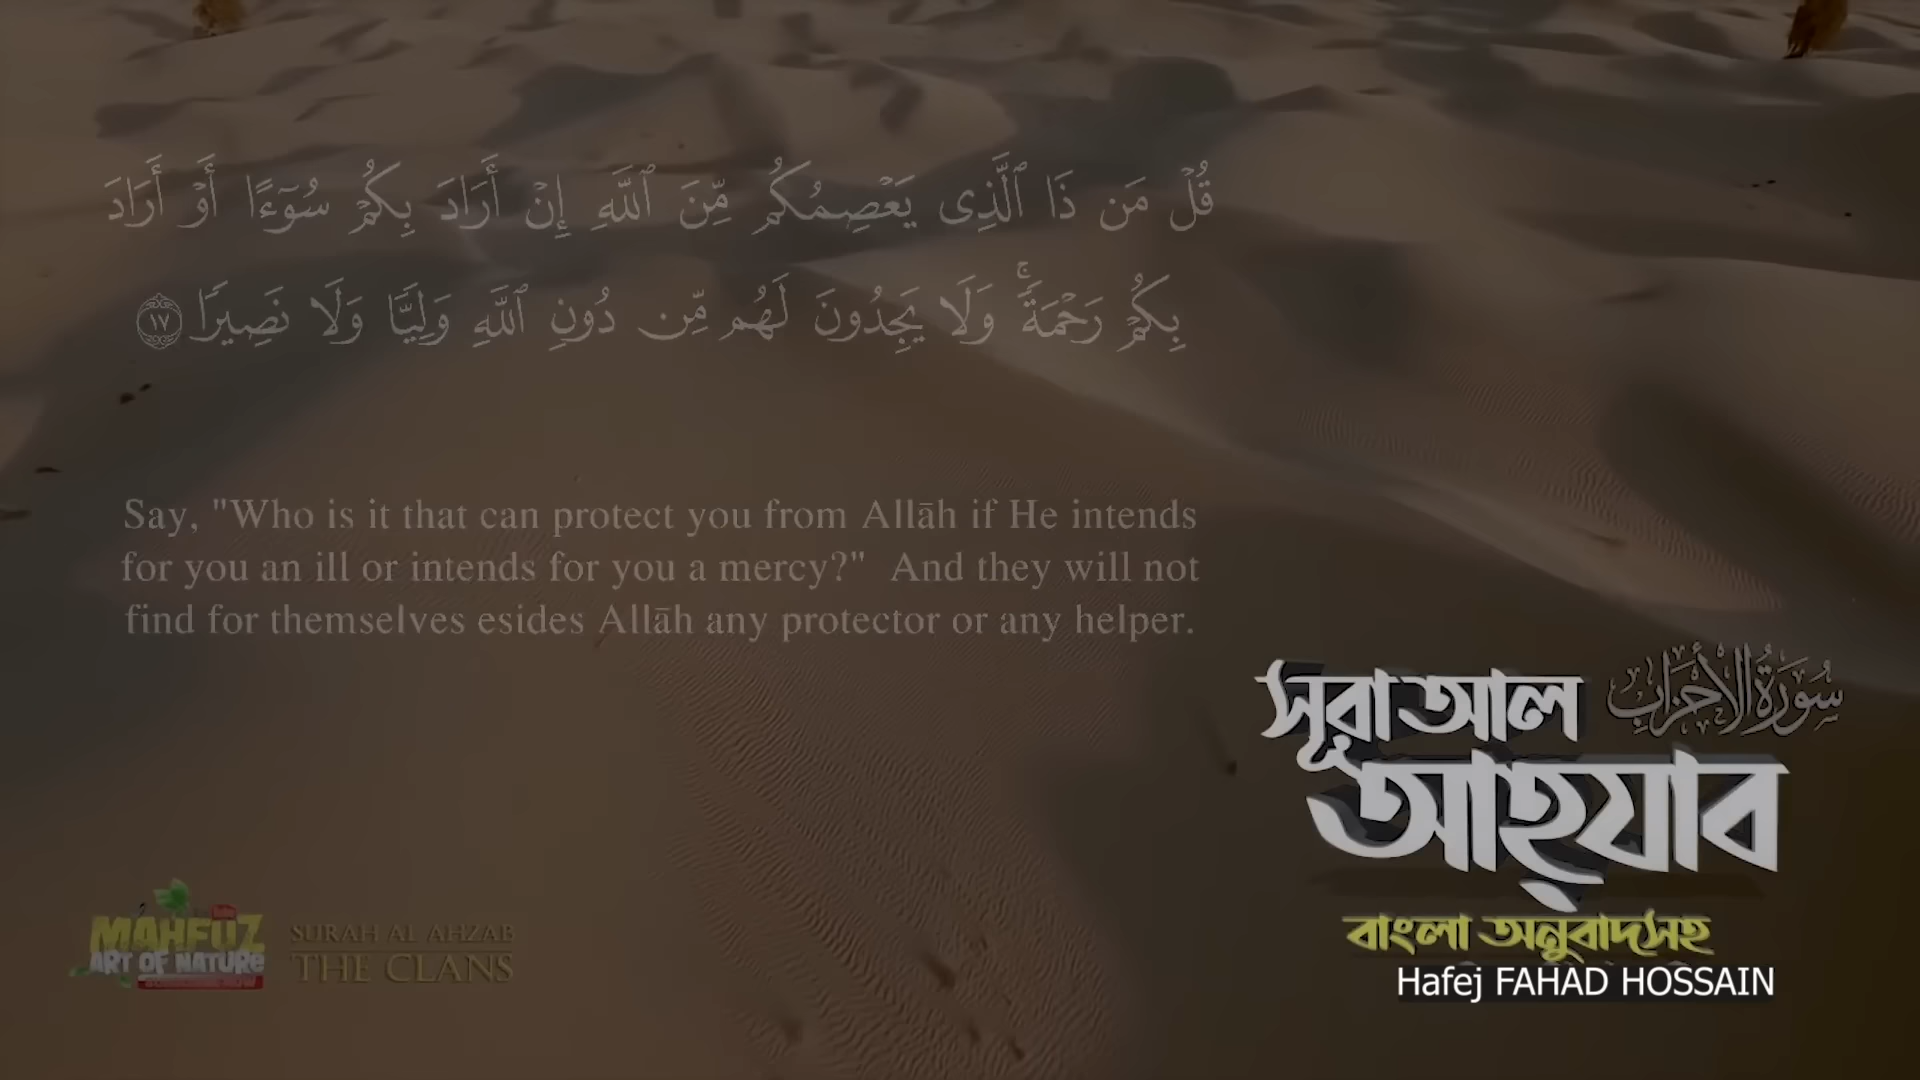 قُلْ مَن ذَا ٱلَّذِى يَعْصِمُكُم مِّنَ ٱللَّهِ إِنْ أَرَادَ بِكُمْ سُوٓءًا أَوْ أَرَادَ
بِكُمْ رَحْمَةً ۚ وَلَا يَجِدُونَ لَهُم مِّن دُونِ ٱللَّهِ وَلِيًّا وَلَا نَصِيرًا ١٧
Say, "Who is it that can protect you from Allāh if He intends
for you an ill or intends for you a mercy?" And they will not
find for themselves esides Allāh any protector or any helper.
সূরা আল
سُورَةُ الْأَحْزَابِ
আহ্যাব
বাংলা অনুবাদসহ
Hafej FAHAD HOSSAIN
MAHFUZ
ART OF NATURe
SURAH AL AHZAB
THE CLANS